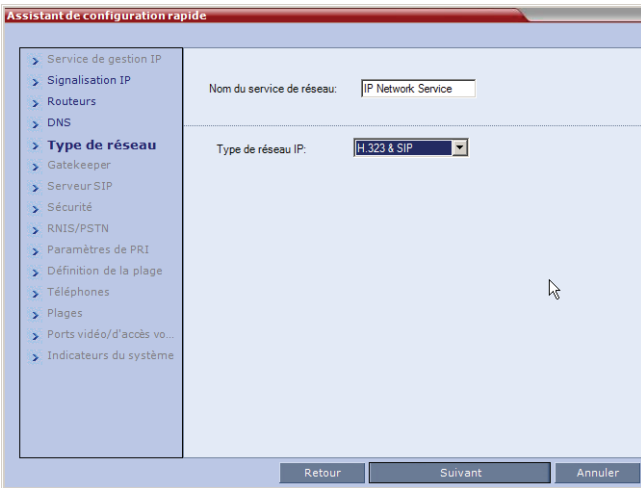 Assistant de configuration rapide
Service de gestion IP
Signalisation IP
Routeurs
DNS
Type de réseau
Gatekeeper
Serveur SIP
Sécurité
RNIS/PSTN
Paramètres de PRI
Définition de la plage
Téléphones
Plages
Ports vidéo/d'accès vo...
Indicateurs du système
Nom du service de réseau: IP Network Service
Type de réseau IP: H.323 & SIP
Retour Suivant Annuler